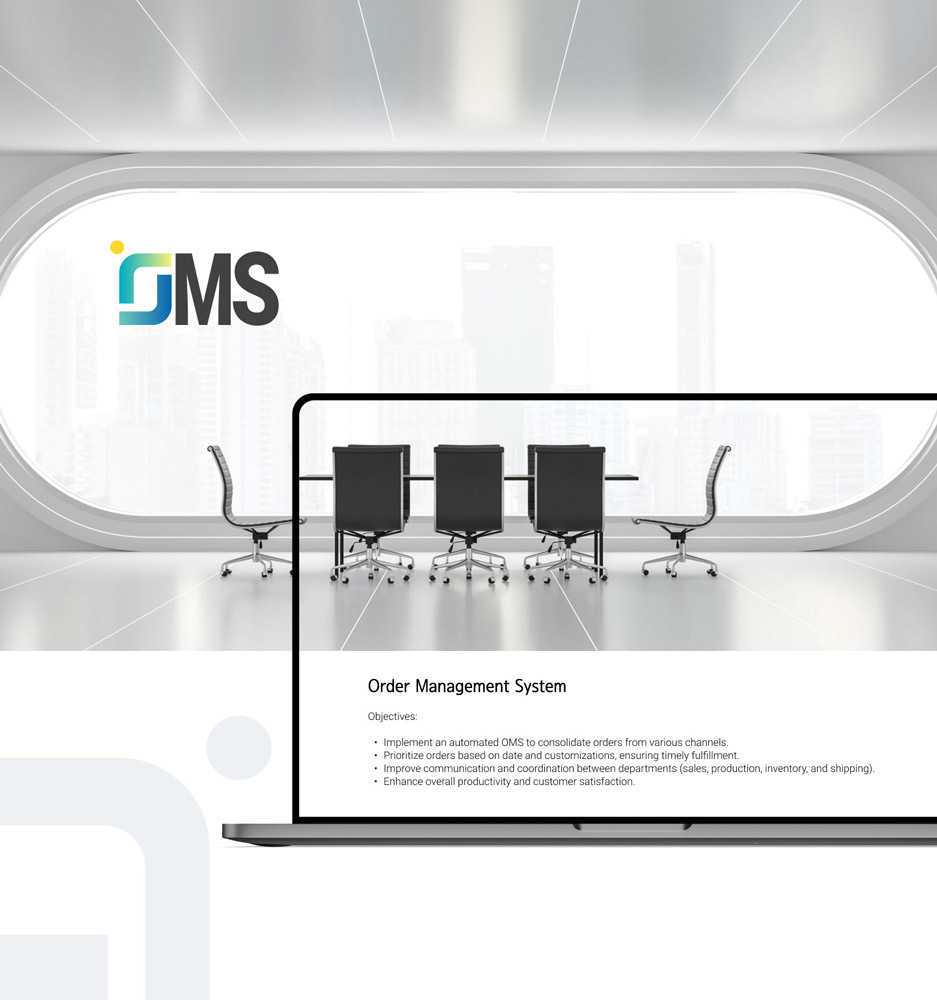 OMS
Order Management System
Objectives:
• Implement an automated OMS to consolidate orders from various channels.
• Prioritize orders based on date and customizations, ensuring timely fulfillment.
• Improve communication and coordination between departments (sales, production, inventory, and shipping).
• Enhance overall productivity and customer satisfaction.